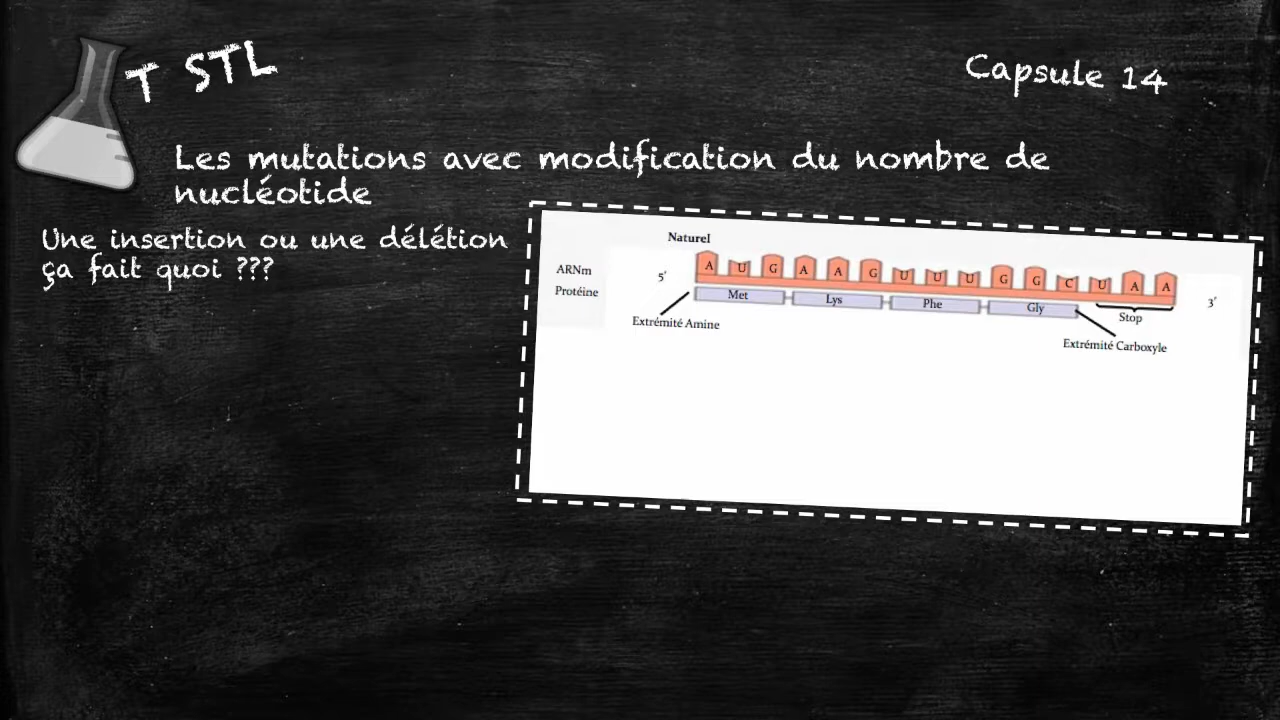 T STL
Capsule 14
Les mutations avec modification du nombre de
nucléotide
Une insertion ou une délétion
ça fait quoi ???
Naturel
ARNm 5' A U G A A G U U U G G C U A A 3'
Protéine Met Lys Phe Gly Stop
Extrémité Amine
Extrémité Carboxyle